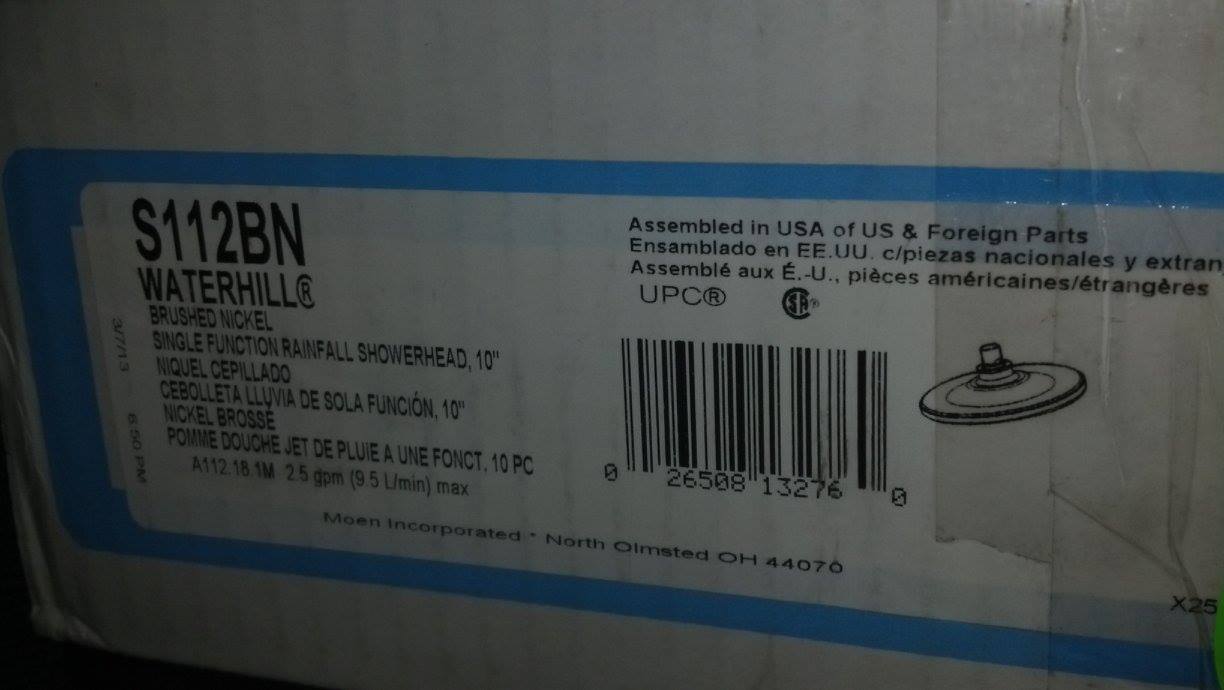 S112BN
WATERHILL®
BRUSHED NICKEL
SINGLE FUNCTION RAINFALL SHOWERHEAD, 10"
NIQUEL CEPILLADO
CEBOLLETA LLUVIA DE SOLA FUNCIÓN, 10"
NICKEL BROSSÉ
POMME DOUCHE JET DE PLUiE A UNE FONCT. 10 PC
A112.18.1M 2.5 gpm (9.5 L/min) max
3/7/13 6:50 PM
Assembled in USA of US & Foreign Parts
Ensamblado en EE.UU. c/piezas nacionales y extran
Assemblé aux É.-U., pièces américaines/étrangères
UPC® SA®
0 26508 13276 0
Moen Incorporated * North Olmsted OH 44070
X25